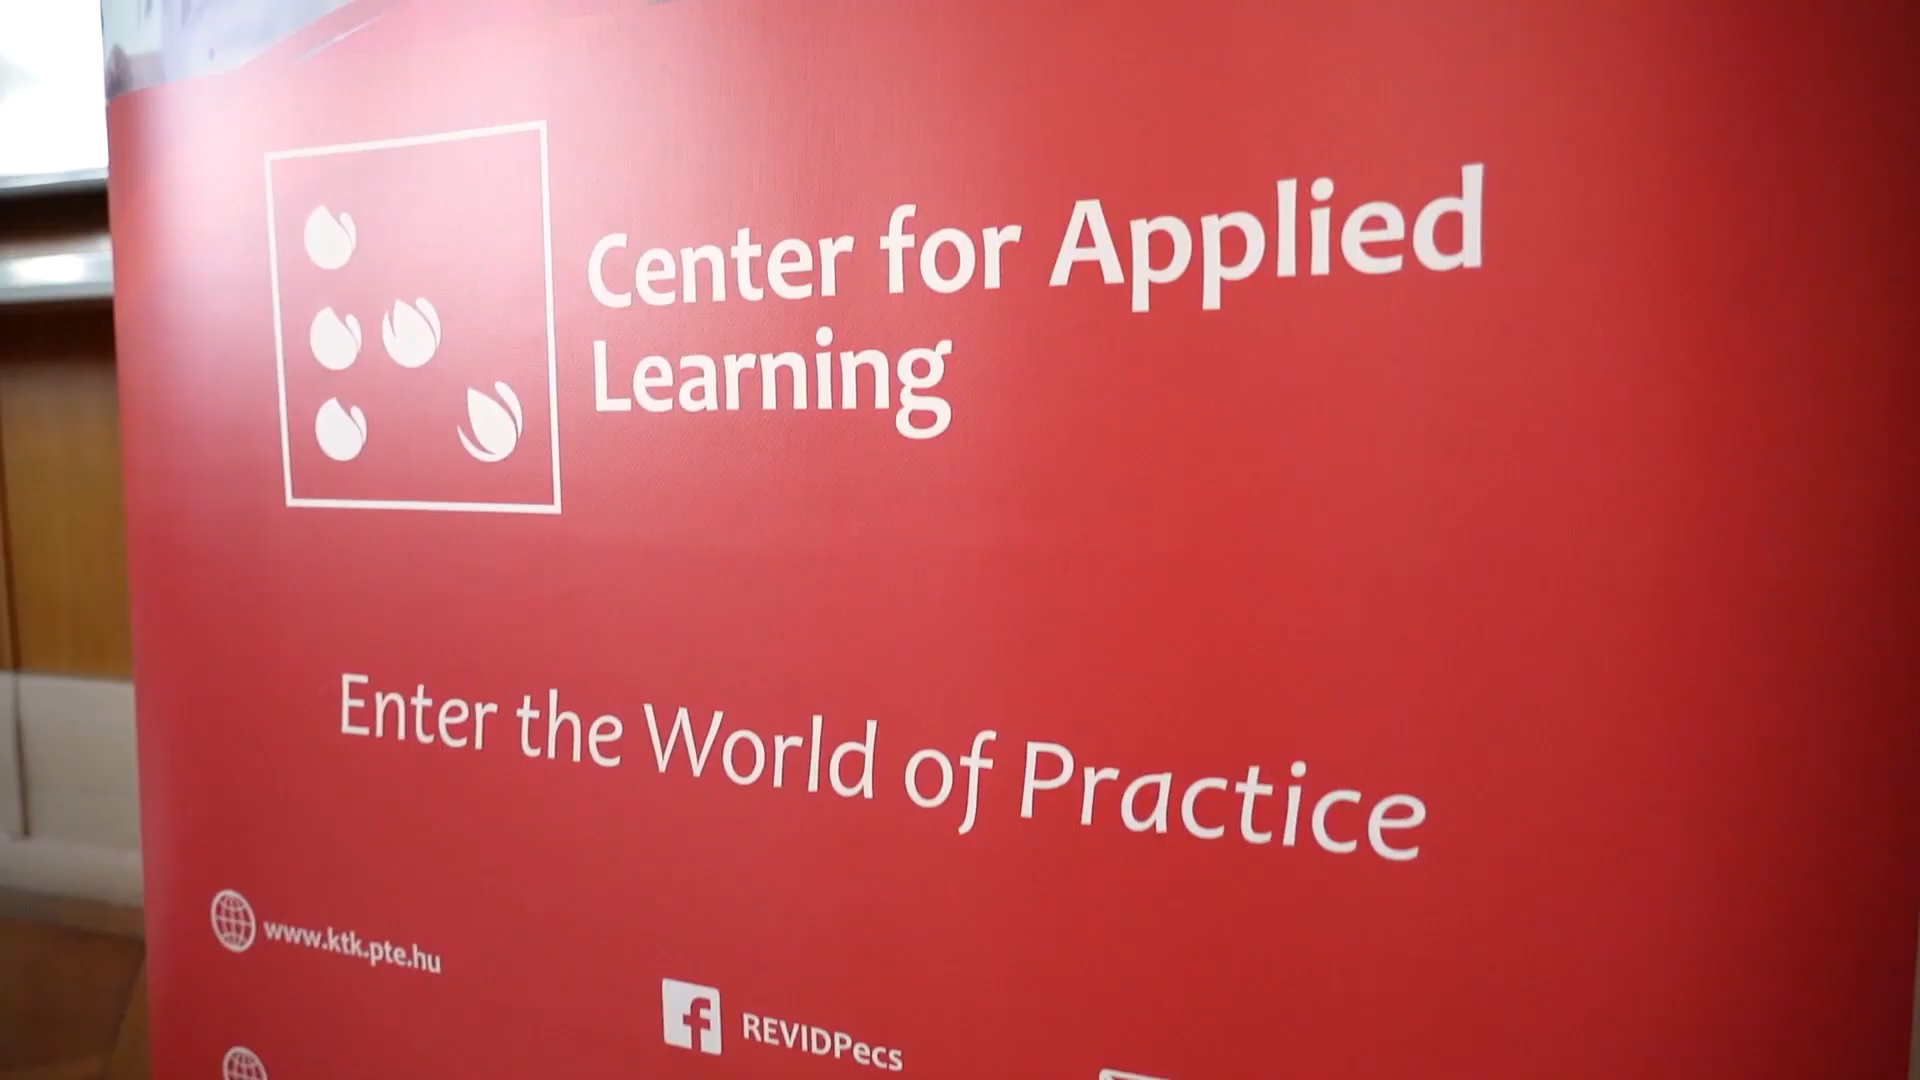 Center for Applied
Learning
Enter the World of Practice
www.ktk.pte.hu
REVIDPecs